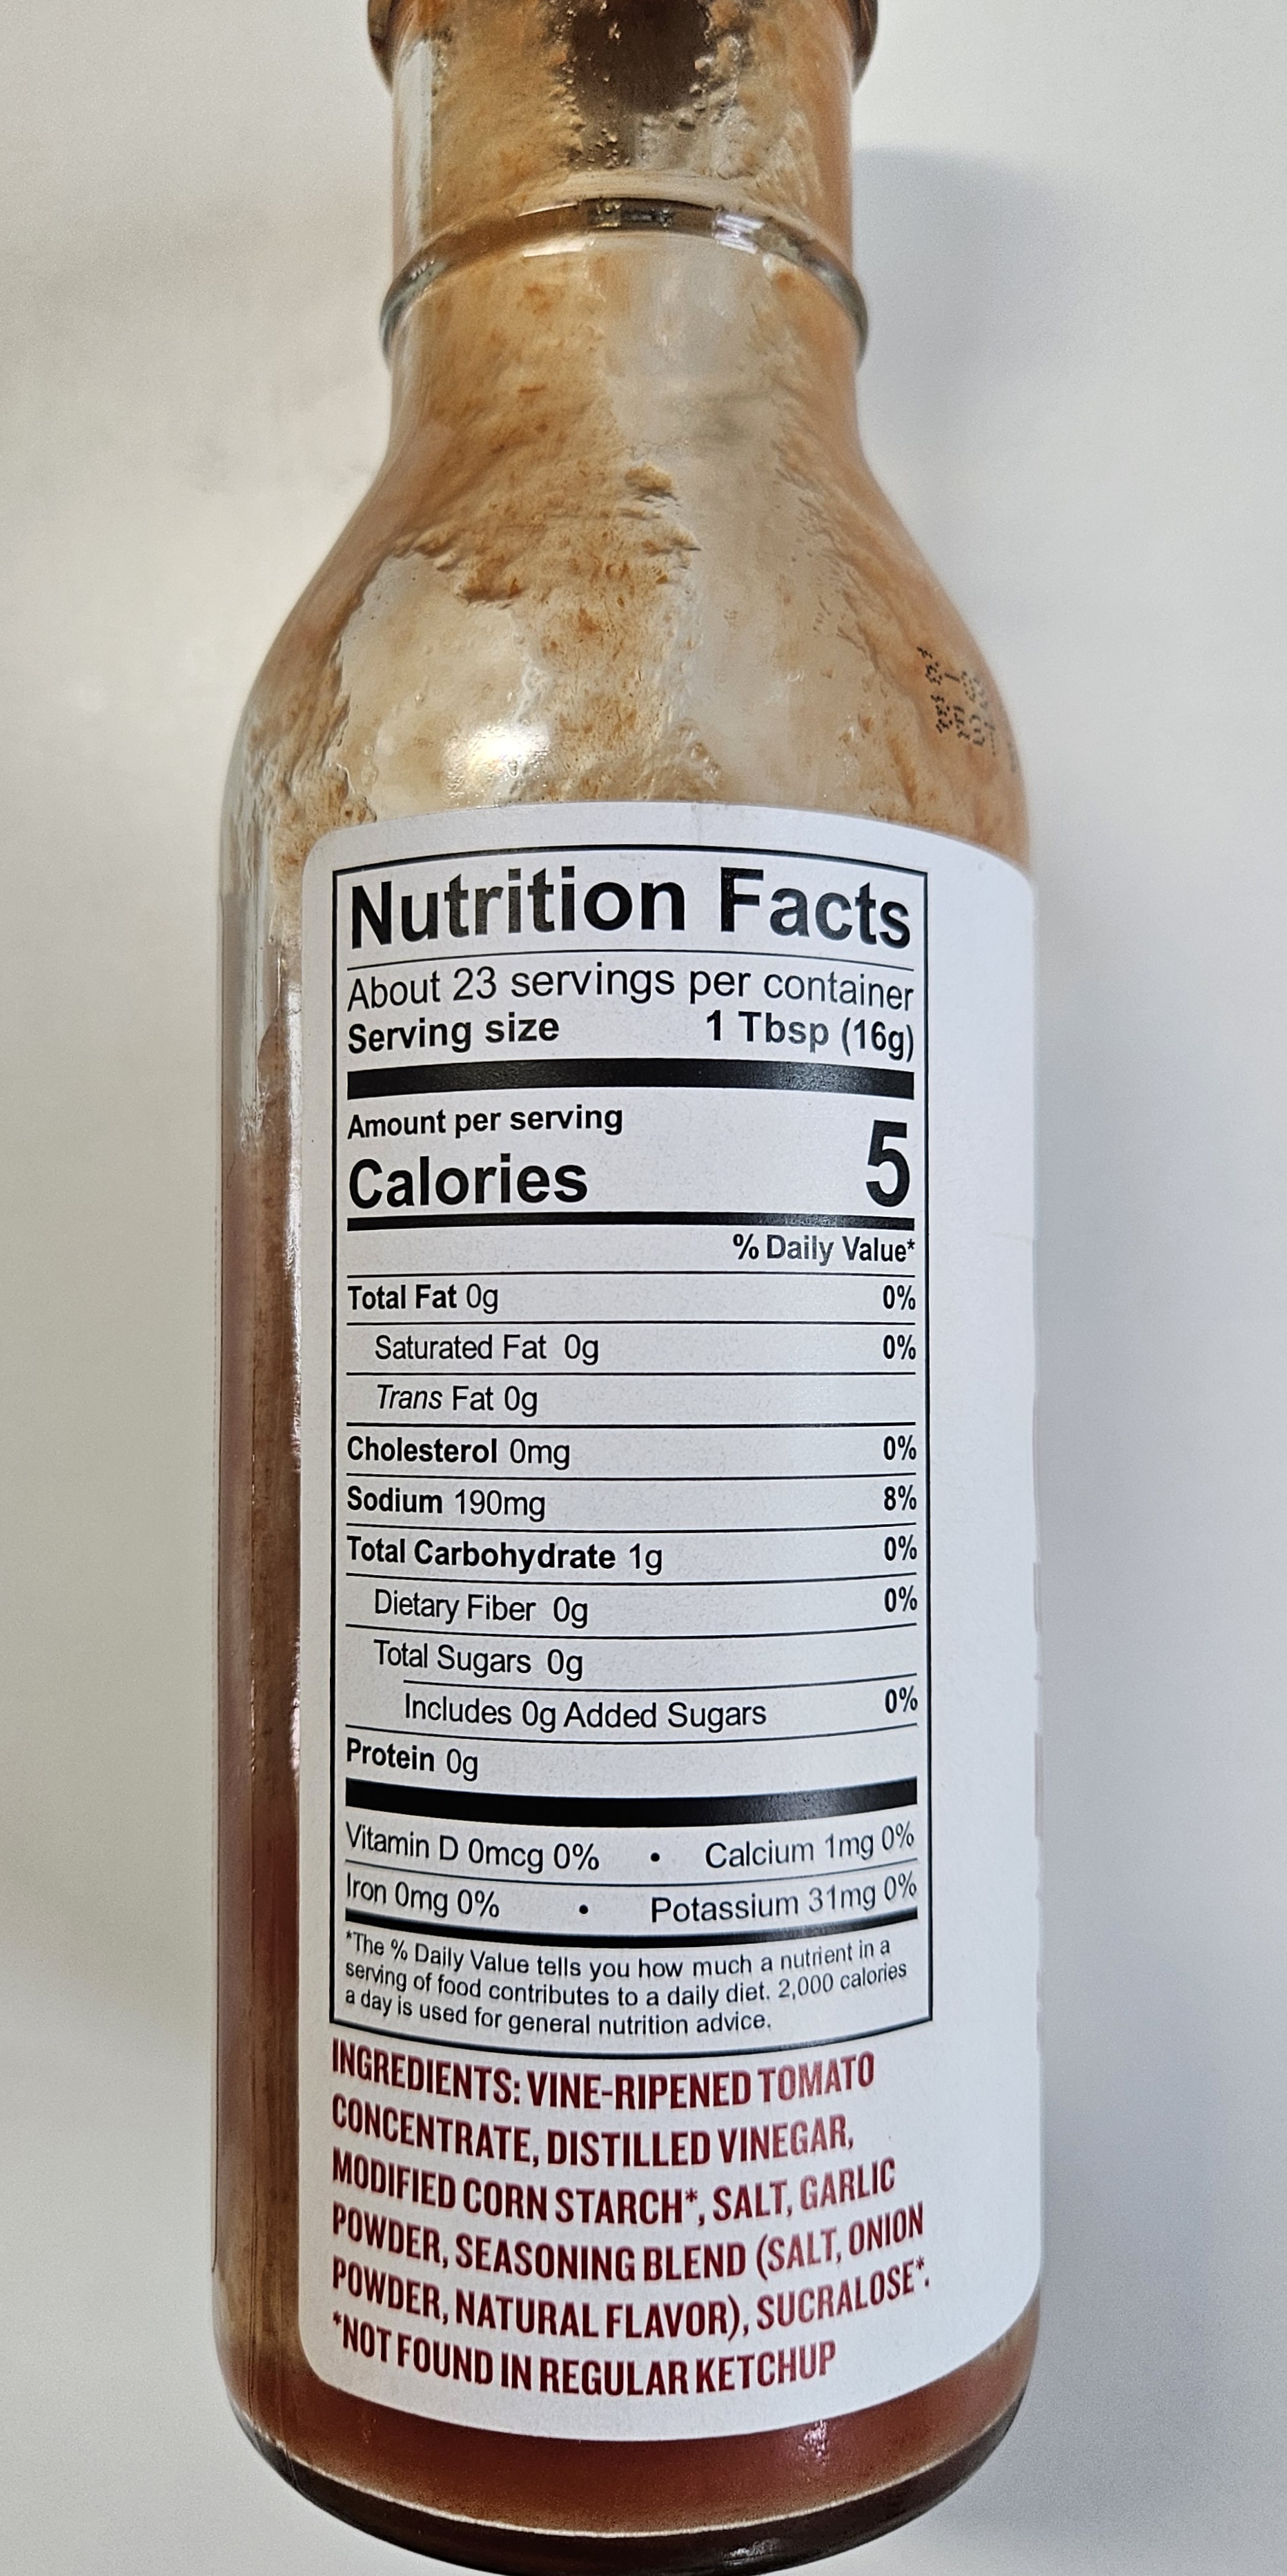 Nutrition Facts
About 23 servings per container
Serving size 1 Tbsp (16g)
Amount per serving
Calories 5
% Daily Value*
Total Fat 0g 0%
Saturated Fat 0g 0%
Trans Fat 0g
Cholesterol 0mg 0%
Sodium 190mg 8%
Total Carbohydrate 1g 0%
Dietary Fiber 0g 0%
Total Sugars 0g
Includes 0g Added Sugars 0%
Protein 0g
Vitamin D 0mcg 0% • Calcium 1mg 0%
Iron 0mg 0% • Potassium 31mg 0%
*The % Daily Value tells you how much a nutrient in a
serving of food contributes to a daily diet. 2,000 calories
a day is used for general nutrition advice.
INGREDIENTS: VINE-RIPENED TOMATO
CONCENTRATE, DISTILLED VINEGAR,
MODIFIED CORN STARCH*, SALT, GARLIC
POWDER, SEASONING BLEND (SALT, ONION
POWDER, NATURAL FLAVOR), SUCRALOSE*.
*NOT FOUND IN REGULAR KETCHUP